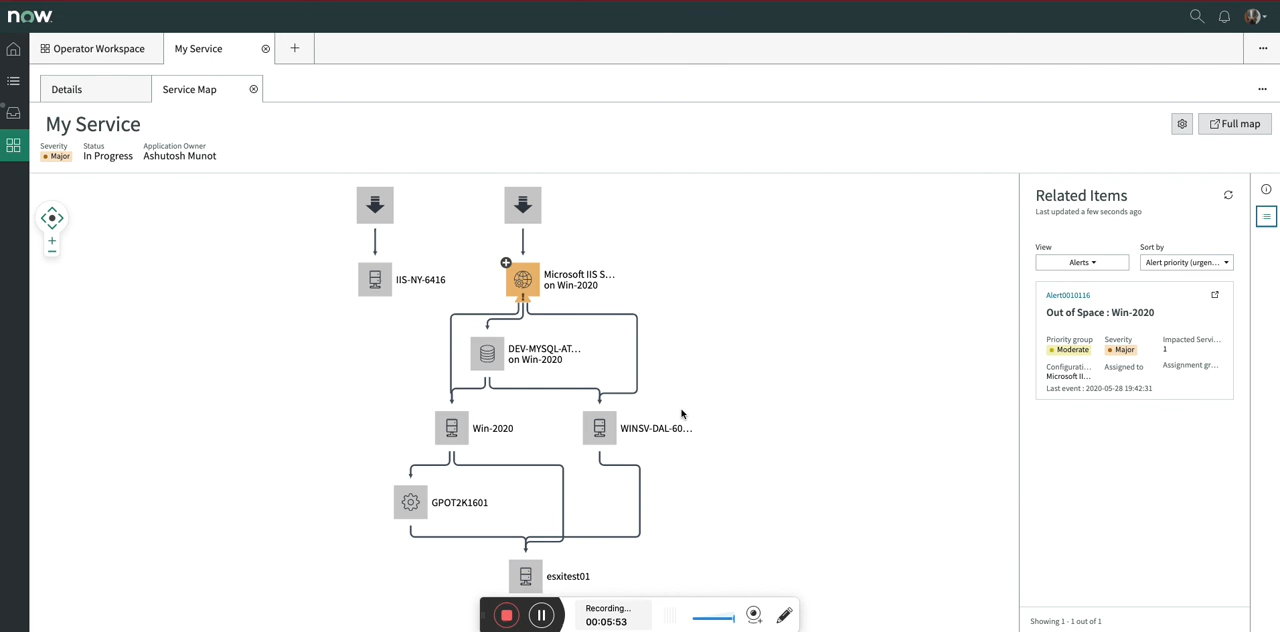 now.
Operator Workspace
My Service
Details
Service Map
My Service
Full map
Severity
Status
Application Owner
Major
In Progress
Ashutosh Munot
IIS-NY-6416
Microsoft IIS S...
on Win-2020
DEV-MYSQL-AT...
on Win-2020
Win-2020
WINSV-DAL-60...
GPOT2K1601
esxitest01
Related Items
Last updated a few seconds ago
View
Sort by
Alerts
Alert priority (urgen...
Alert0010116
Out of Space : Win-2020
Priority group
Severity
Impacted Servi...
Moderate
Major
1
Configurati...
Assigned to
Assignment gr...
Microsoft II...
Last event : 2020-05-28 19:42:31
Showing 1 - 1 out of 1
Recording...
00:05:53